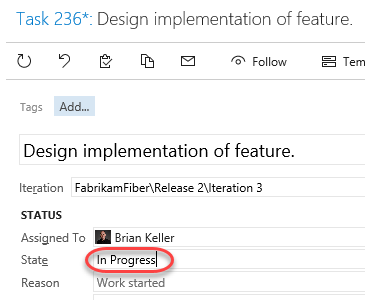 Task 236*: Design implementation of feature.
Follow
Tem
Tags Add...
Design implementation of feature.
Iteration FabrikamFiber\Release 2\Iteration 3
STATUS
Assigned To Brian Keller
State In Progress
Reason Work started